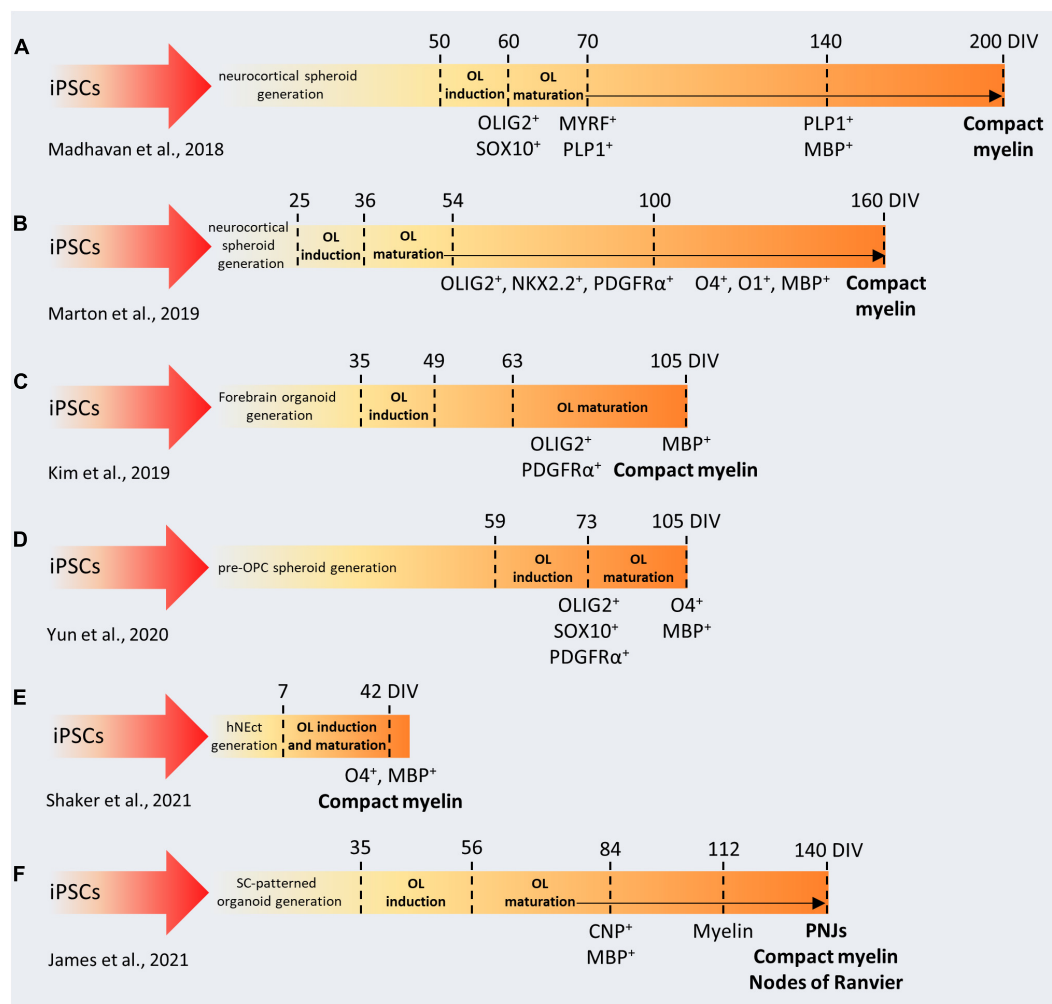 A
50 60 70 140 200 DIV
iPSCs
neurocortical spheroid
generation
OL
induction
OL
maturation
OLIG2⁺
SOX10⁺
MYRF⁺
PLP1⁺
PLP1⁺
MBP⁺
Compact
myelin
Madhavan et al., 2018
B
25 36 54 100 160 DIV
iPSCs
neurocortical
spheroid
generation
OL
induction
OL
maturation
OLIG2⁺, NKX2.2⁺, PDGFRα⁺
O4⁺, O1⁺, MBP⁺
Compact
myelin
Marton et al., 2019
C
35 49 63 105 DIV
iPSCs
Forebrain organoid
generation
OL
induction
OL maturation
OLIG2⁺
PDGFRα⁺
MBP⁺
Compact myelin
Kim et al., 2019
D
59 73 105 DIV
iPSCs
pre-OPC spheroid generation
OL
induction
OL
maturation
OLIG2⁺
SOX10⁺
PDGFRα⁺
O4⁺
MBP⁺
Yun et al., 2020
E
7 42 DIV
iPSCs
hNEct
generation
OL induction
and maturation
O4⁺, MBP⁺
Compact myelin
Shaker et al., 2021
F
35 56 84 112 140 DIV
iPSCs
SC-patterned
organoid generation
OL
induction
OL
maturation
CNP⁺
MBP⁺
Myelin
PNJs
Compact myelin
Nodes of Ranvier
James et al., 2021